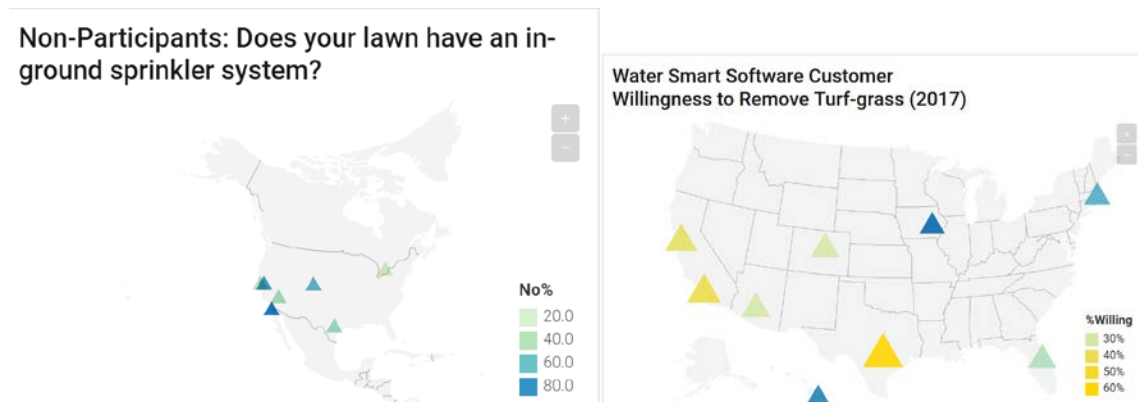 Non-Participants: Does your lawn have an in-
ground sprinkler system?
+
−
No%
20.0
40.0
60.0
80.0
Water Smart Software Customer
Willingness to Remove Turf-grass (2017)
+
−
%Willing
30%
40%
50%
60%